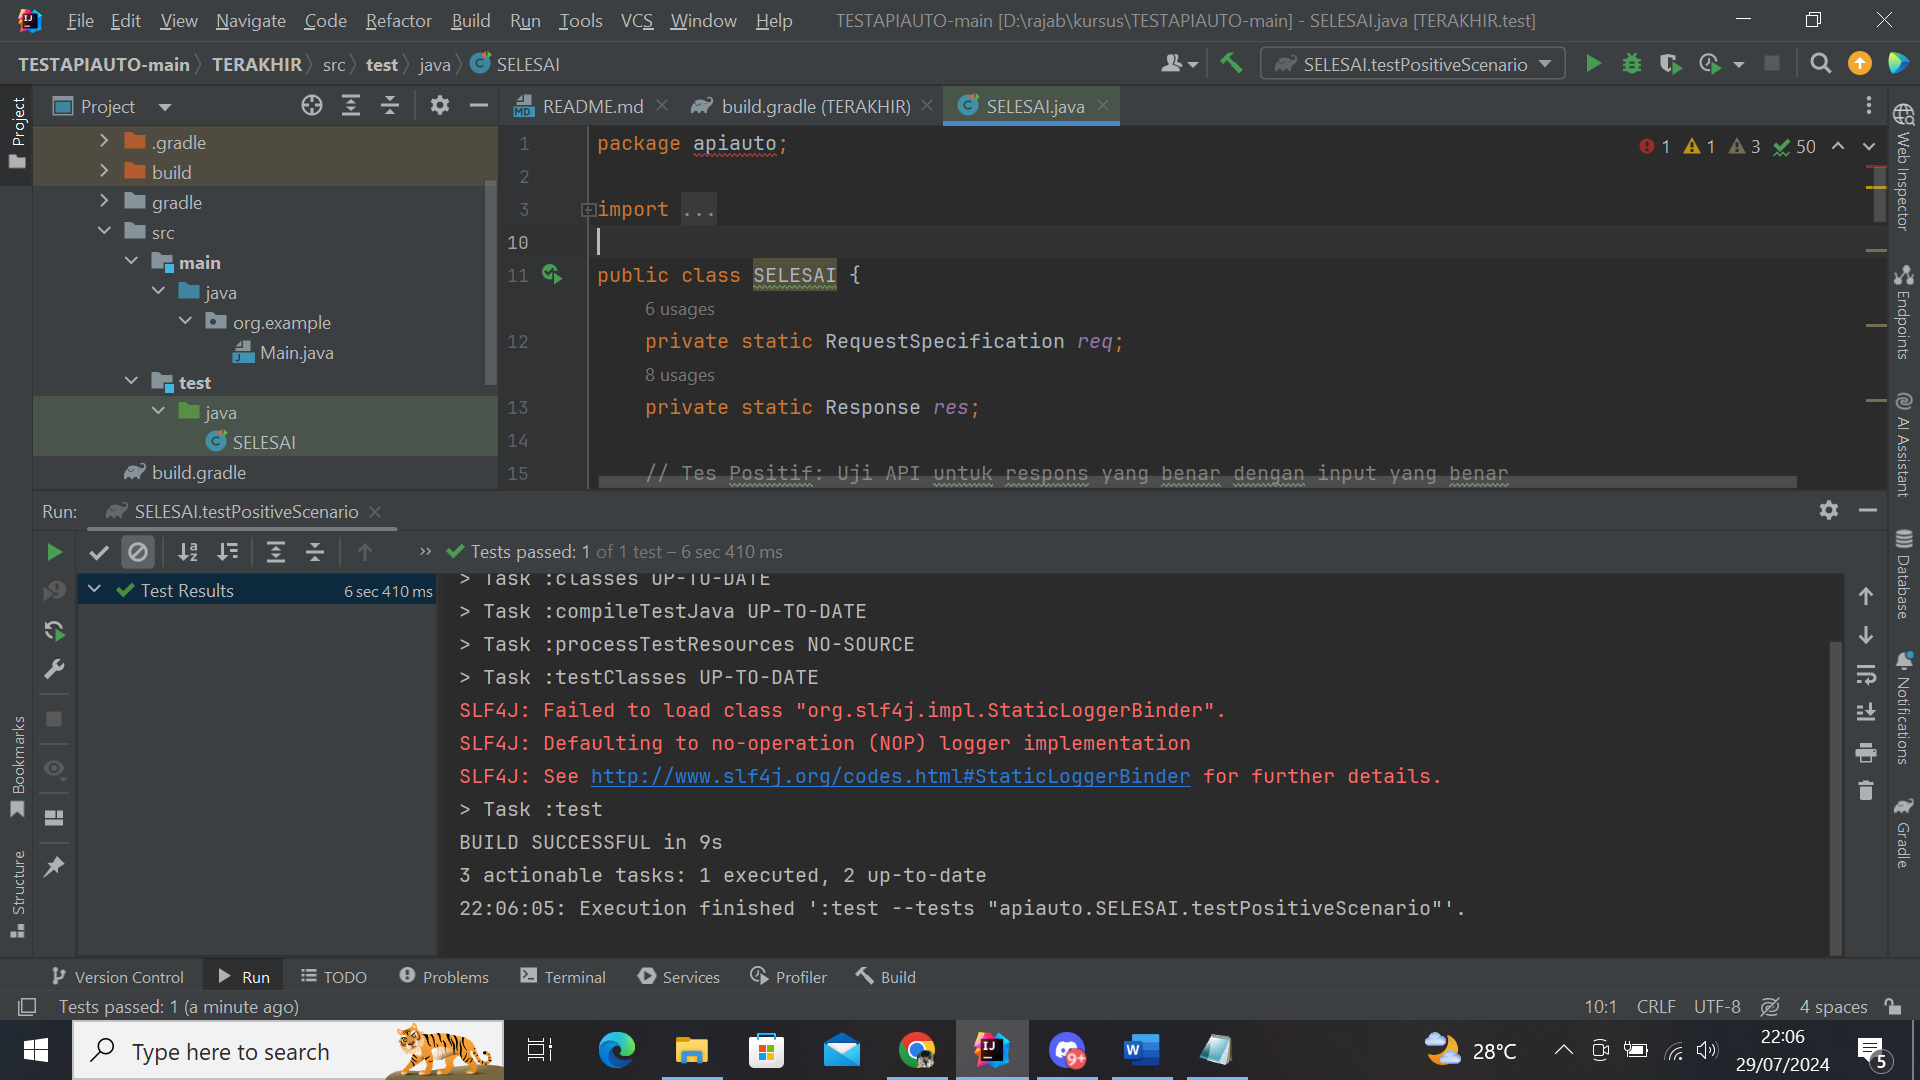 File Edit View Navigate Code Refactor Build Run Tools VCS Window Help TESTAPIAUTO-main [D:\rajab\kursus\TESTAPIAUTO-main] - SELESAI.java [TERAKHIR.test]
TESTAPIAUTO-main TERAKHIR src test java SELESAI SELESAI.testPositiveScenario
Project
Project
README.md build.gradle (TERAKHIR) SELESAI.java
.gradle
build
gradle
src
main
java
org.example
Main.java
test
java
SELESAI
build.gradle
1 package apiauto;
1 1 3 50
2
3 import ...
10
11 public class SELESAI {
6 usages
12 private static RequestSpecification req;
8 usages
13 private static Response res;
14
15 // Tes Positif: Uji API untuk respons yang benar dengan input yang benar
Web Inspector
Endpoints
AI Assistant
Database
Notifications
Gradle
Run: SELESAI.testPositiveScenario
Tests passed: 1 of 1 test – 6 sec 410 ms
Test Results 6 sec 410 ms
> Task :classes UP-TO-DATE
> Task :compileTestJava UP-TO-DATE
> Task :processTestResources NO-SOURCE
> Task :testClasses UP-TO-DATE
SLF4J: Failed to load class "org.slf4j.impl.StaticLoggerBinder".
SLF4J: Defaulting to no-operation (NOP) logger implementation
SLF4J: See http://www.slf4j.org/codes.html#StaticLoggerBinder for further details.
> Task :test
BUILD SUCCESSFUL in 9s
3 actionable tasks: 1 executed, 2 up-to-date
22:06:05: Execution finished ':test --tests "apiauto.SELESAI.testPositiveScenario"'.
Bookmarks
Structure
Version Control Run TODO Problems Terminal Services Profiler Build
Tests passed: 1 (a minute ago) 10:1 CRLF UTF-8 4 spaces
Type here to search
9+
28°C
22:06
29/07/2024
5